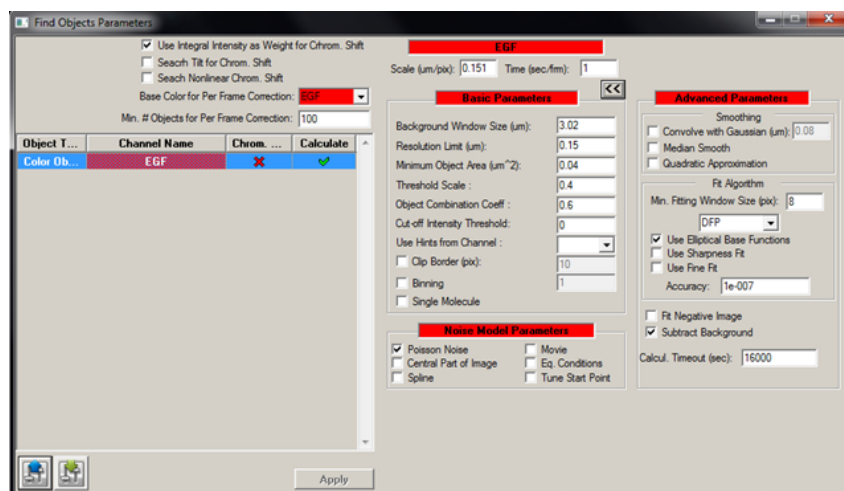 Find Objects Parameters
Use Integral Intensity as Weight for Crhrom. Shift
Seacrh Tilt for Chrom. Shift
Seach Nonlinear Chrom. Shift
Base Color for Per Frame Correction: EGF
Min. # Objects for Per Frame Correction: 100
Object T... Channel Name Chrom. ... Calculate
Color Ob... EGF
Apply
EGF
Scale (um/pix): 0.151 Time (sec/frm): 1
<<
Basic Parameters
Background Window Size (um): 3.02
Resolution Limit (um): 0.15
Minimum Object Area (um^2): 0.04
Threshold Scale : 0.4
Object Combination Coeff : 0.6
Cut-off Intensity Threshold: 0
Use Hints from Channel :
Clip Border (pix): 10
Binning 1
Single Molecule
Noise Model Parameters
Poisson Noise Movie
Central Part of Image Eq. Conditions
Spline Tune Start Point
Advanced Parameters
Smoothing
Convolve with Gaussian (um): 0.08
Median Smooth
Quadratic Approximation
Fit Algorithm
Min. Fitting Window Size (pix): 8
DFP
Use Elliptical Base Functions
Use Sharpness Fit
Use Fine Fit
Accuracy: 1e-007
Fit Negative Image
Subtract Background
Calcul. Timeout (sec): 16000